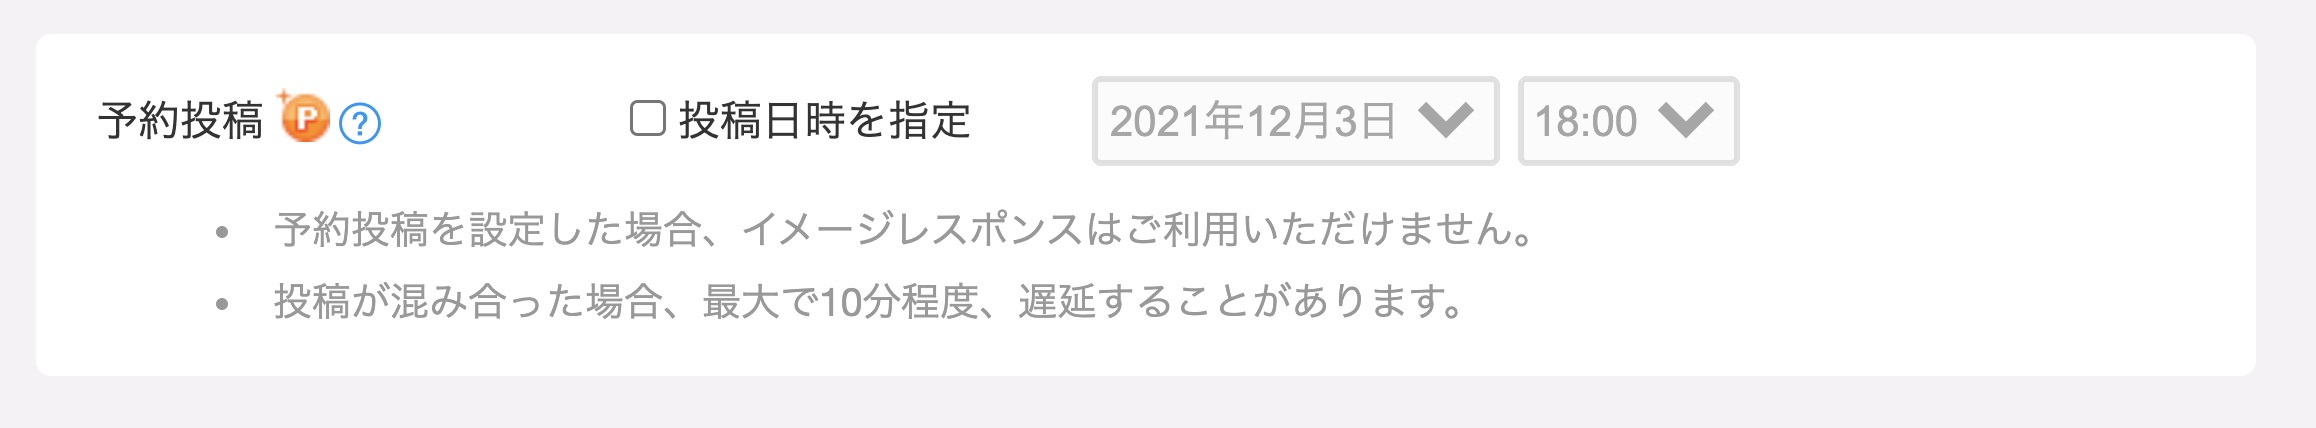 予約投稿 P ? 投稿日時を指定 2021年12月3日 18:00
• 予約投稿を設定した場合、イメージレスポンスはご利用いただけません。
• 投稿が混み合った場合、最大で10分程度、遅延することがあります。